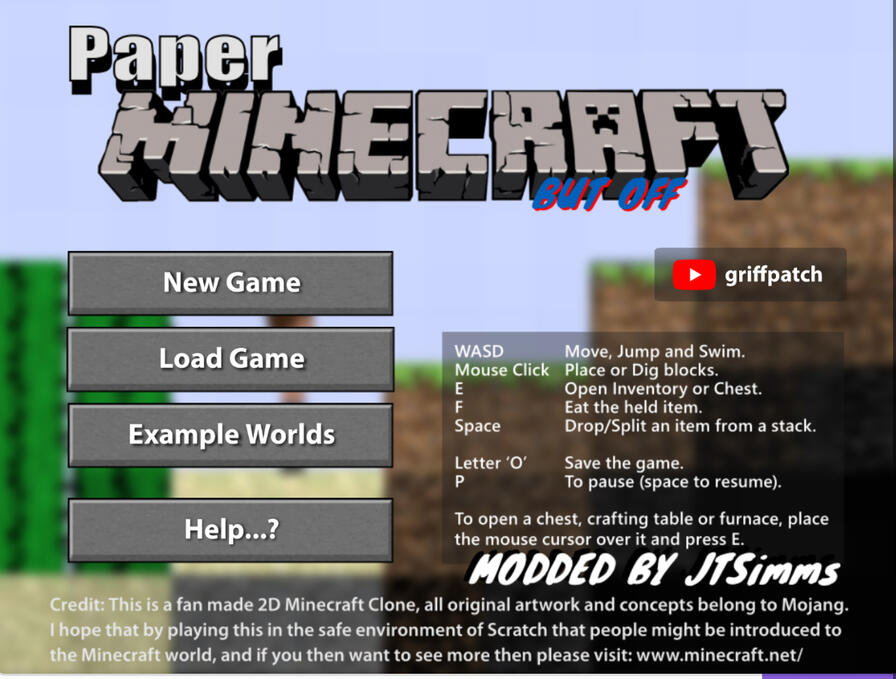 Paper
MINECRAFT
BUT OFF
New Game
Load Game
Example Worlds
Help...?
griffpatch
WASD Move, Jump and Swim.
Mouse Click Place or Dig blocks.
E Open Inventory or Chest.
F Eat the held item.
Space Drop/Split an item from a stack.
Letter 'O' Save the game.
P To pause (space to resume).
To open a chest, crafting table or furnace, place
the mouse cursor over it and press E.
MODDED BY JTSimms
Credit: This is a fan made 2D Minecraft Clone, all original artwork and concepts belong to Mojang.
I hope that by playing this in the safe environment of Scratch that people might be introduced to
the Minecraft world, and if you then want to see more then please visit: www.minecraft.net/